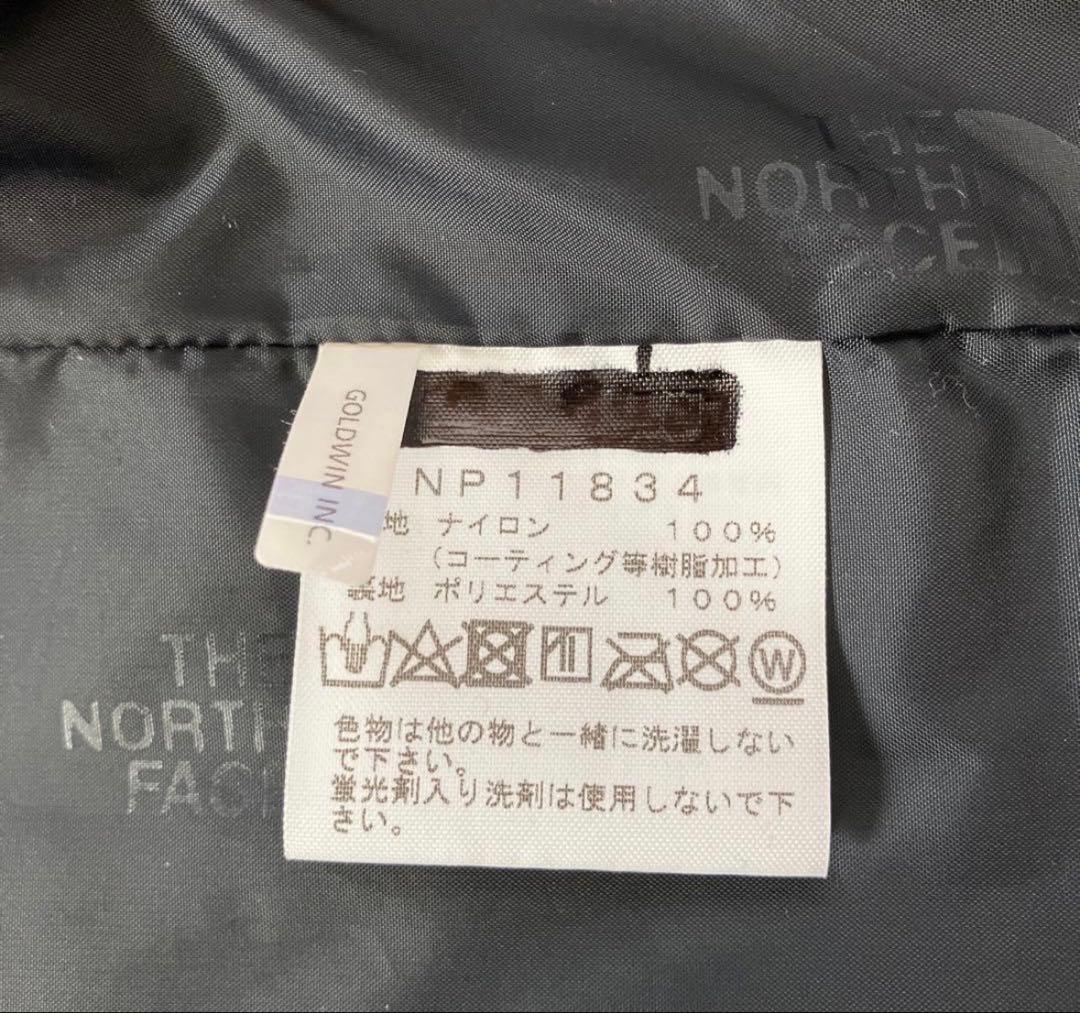 THE
NORTH
FACE
GOLDWIN INC.
NP11834
地 ナイロン 100%
(コーティング等樹脂加工)
裏地 ポリエステル 100%
W
色物は他の物と一緒に洗濯しない
で下さい。
蛍光剤入り洗剤は使用しないで下
さい。
THE
NORTH
FACE